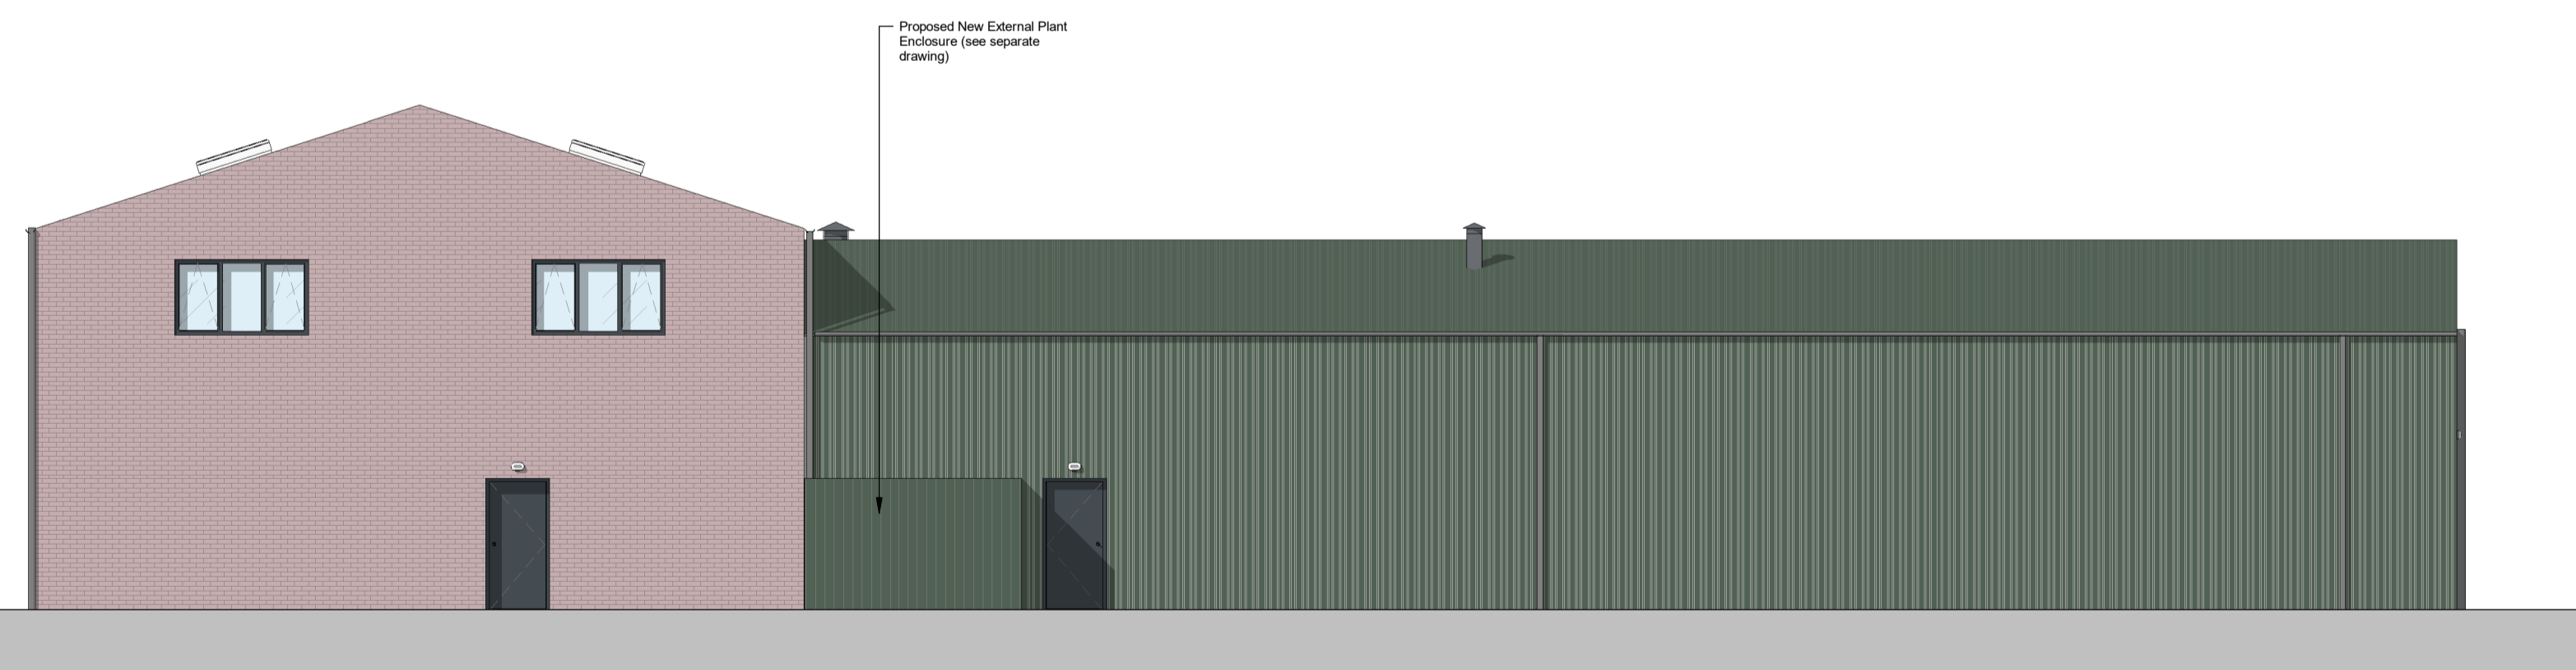 Proposed New External Plant
Enclosure (see separate
drawing)